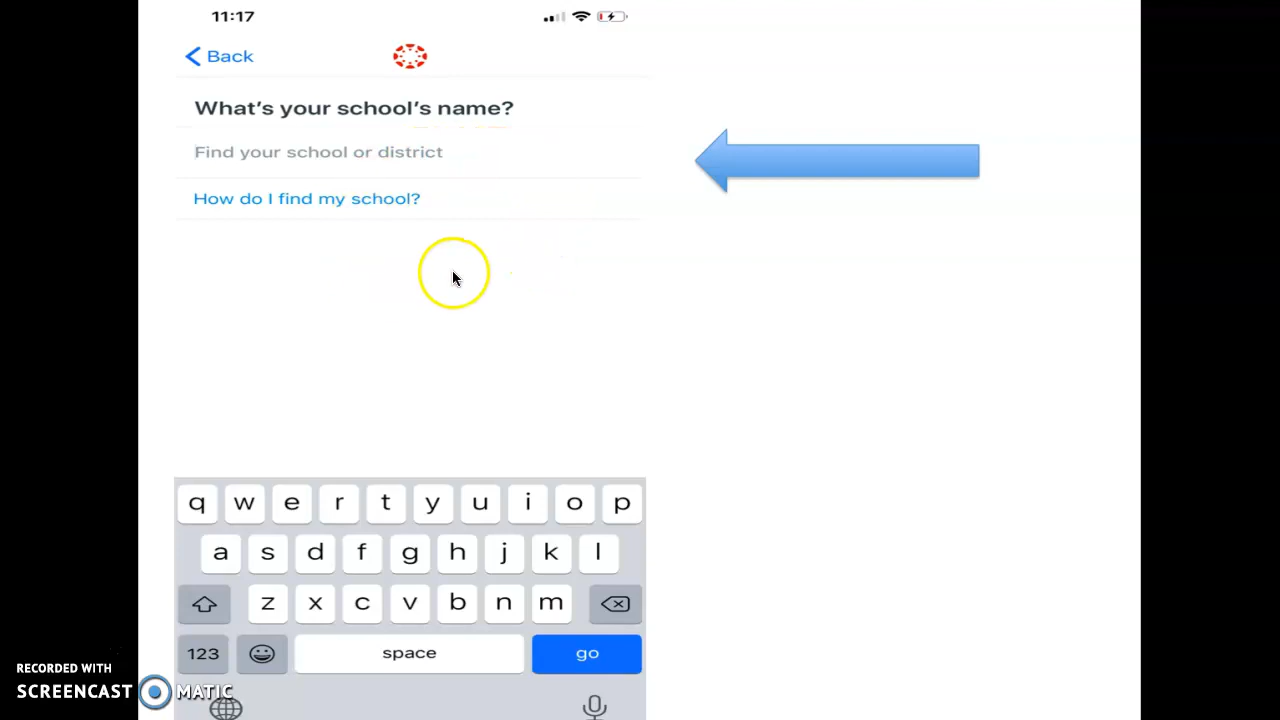 11:17
Back
What's your school's name?
Find your school or district
How do I find my school?
q w e r t y u i o p
a s d f g h j k l
z x c v b n m
123 space go
RECORDED WITH
SCREENCAST MATIC